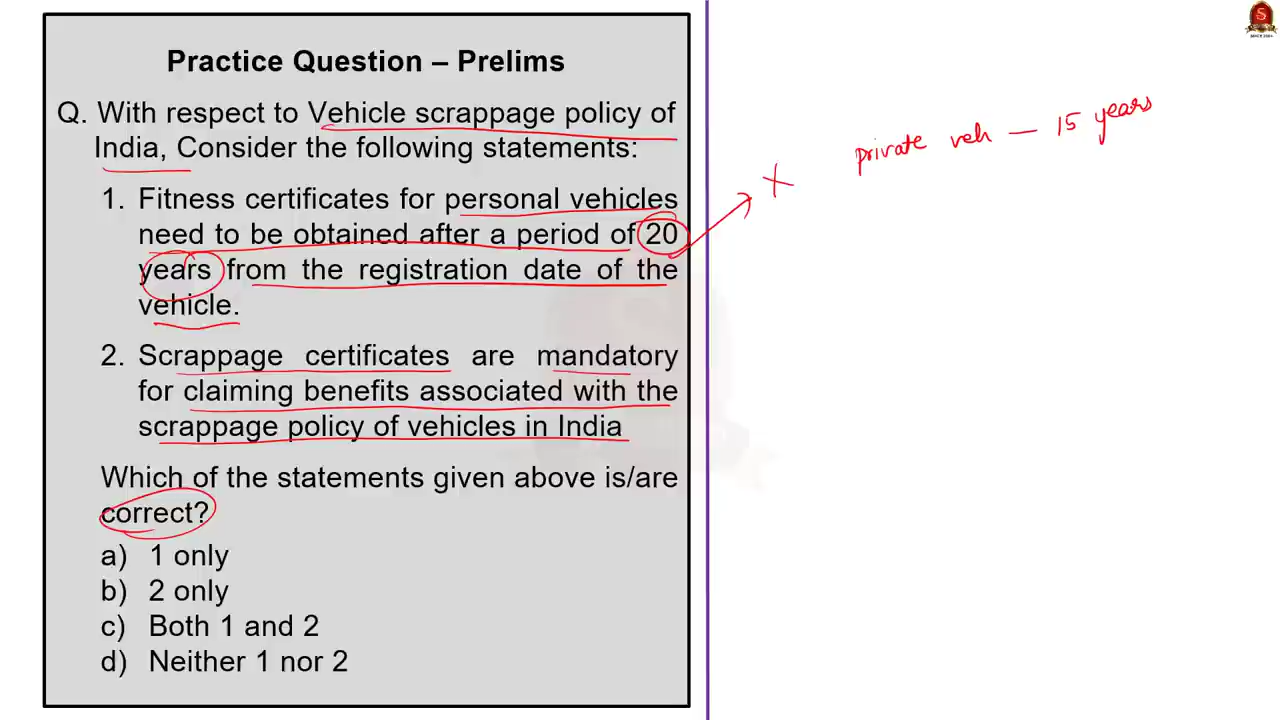 Practice Question – Prelims
Q. With respect to Vehicle scrappage policy of
India, Consider the following statements:
1. Fitness certificates for personal vehicles
need to be obtained after a period of 20
years from the registration date of the
vehicle.
2. Scrappage certificates are mandatory
for claiming benefits associated with the
scrappage policy of vehicles in India
Which of the statements given above is/are
correct?
a) 1 only
b) 2 only
c) Both 1 and 2
d) Neither 1 nor 2
X private veh — 15 years
S
SINCE 2004